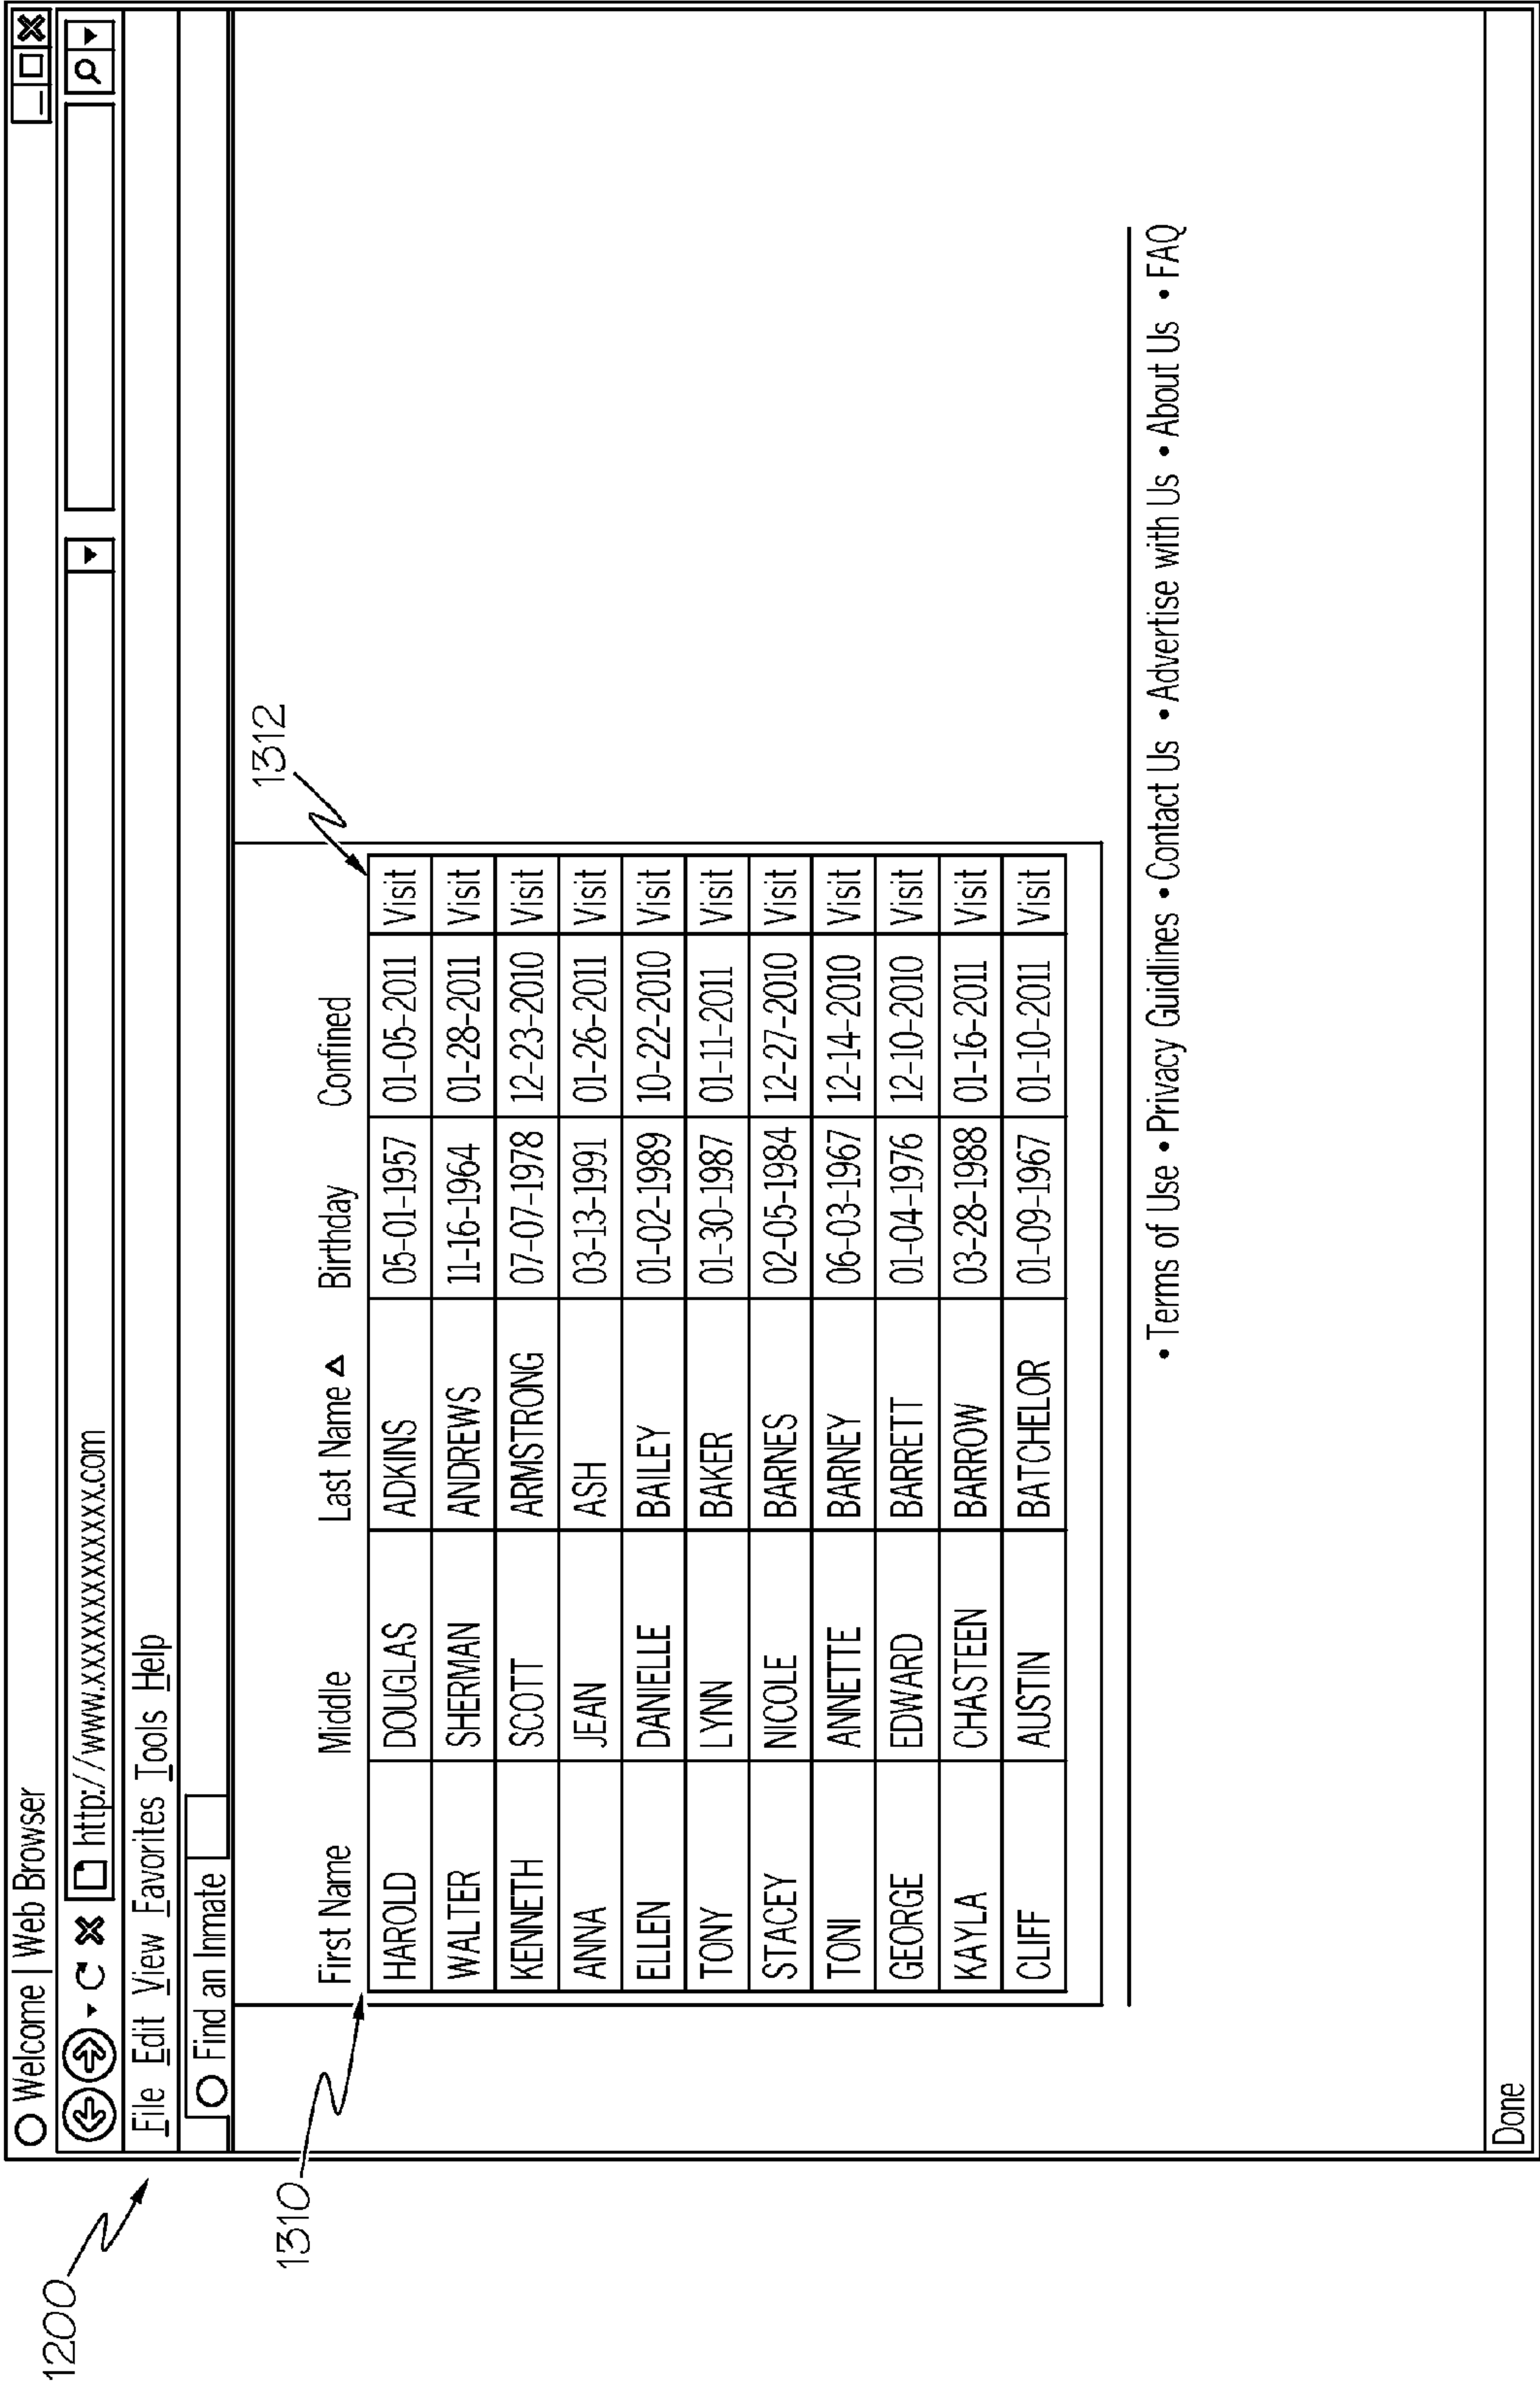 1200
Welcome | Web Browser
http://www.xxxxxxxxxxxxx.com
File Edit View Favorites Tools Help
Find an Inmate
1310
1312
First Name Middle Last Name Birthday Confined
HAROLD DOUGLAS ADKINS 05-01-1957 01-05-2011 Visit
WALTER SHERMAN ANDREWS 11-16-1964 01-28-2011 Visit
KENNETH SCOTT ARMSTRONG 07-07-1978 12-23-2010 Visit
ANNA JEAN ASH 03-13-1991 01-26-2011 Visit
ELLEN DANIELLE BAILEY 01-02-1989 10-22-2010 Visit
TONY LYNN BAKER 01-30-1987 01-11-2011 Visit
STACEY NICOLE BARNES 02-05-1984 12-27-2010 Visit
TONI ANNETTE BARNEY 06-03-1967 12-14-2010 Visit
GEORGE EDWARD BARRETT 01-04-1976 12-10-2010 Visit
KAYLA CHASTEEN BARROW 03-28-1988 01-16-2011 Visit
CLIFF AUSTIN BATCHELOR 01-09-1967 01-10-2011 Visit
• Terms of Use • Privacy Guidlines • Contact Us • Advertise with Us • About Us • FAQ
Done